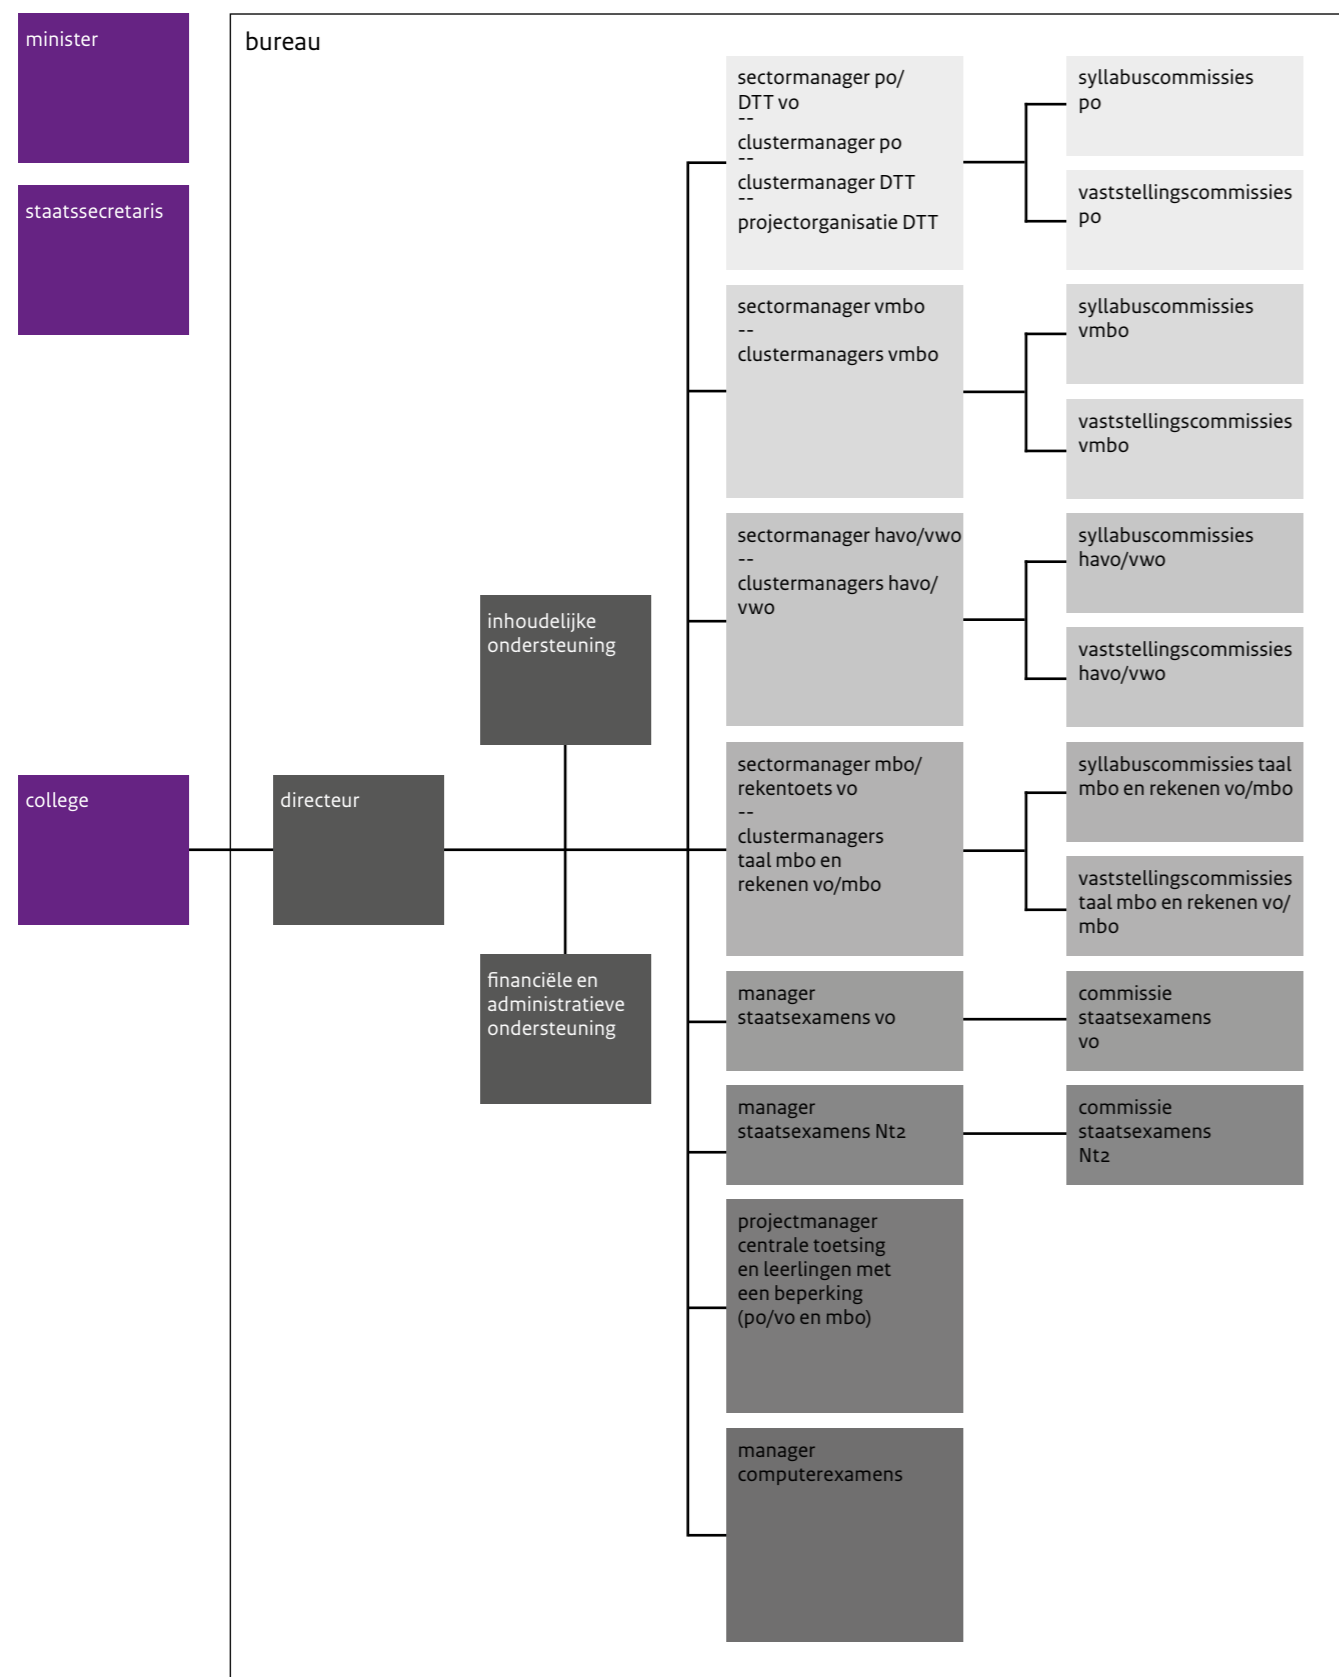 minister
staatssecretaris
college
bureau
directeur
inhoudelijke
ondersteuning
financiële en
administratieve
ondersteuning
sectormanager po/
DTT vo
--
clustermanager po
--
clustermanager DTT
--
projectorganisatie DTT
syllabuscommissies
po
vaststellingscommissies
po
sectormanager vmbo
--
clustermanagers vmbo
syllabuscommissies
vmbo
vaststellingscommissies
vmbo
sectormanager havo/vwo
--
clustermanagers havo/
vwo
syllabuscommissies
havo/vwo
vaststellingscommissies
havo/vwo
sectormanager mbo/
rekentoets vo
--
clustermanagers
taal mbo en
rekenen vo/mbo
syllabuscommissies taal
mbo en rekenen vo/mbo
vaststellingscommissies
taal mbo en rekenen vo/
mbo
manager
staatsexamens vo
commissie
staatsexamens
vo
manager
staatsexamens Nt2
commissie
staatsexamens
Nt2
projectmanager
centrale toetsing
en leerlingen met
een beperking
(po/vo en mbo)
manager
computerexamens